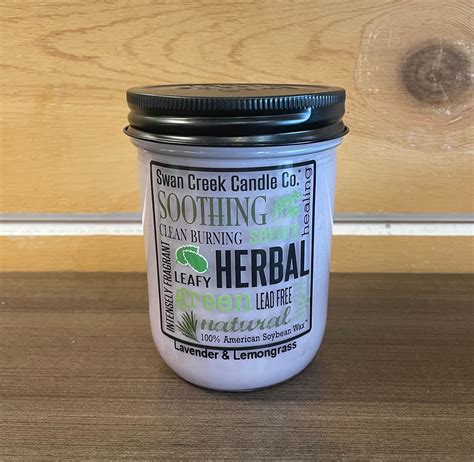 Swan Creek Candle Co.
SOOTHING
CLEAN BURNING
healing
INTENSELY FRAGRANT
LEAFY HERBAL
green LEAD FREE
natural
100% American Soybean Wax
Lavender & Lemongrass